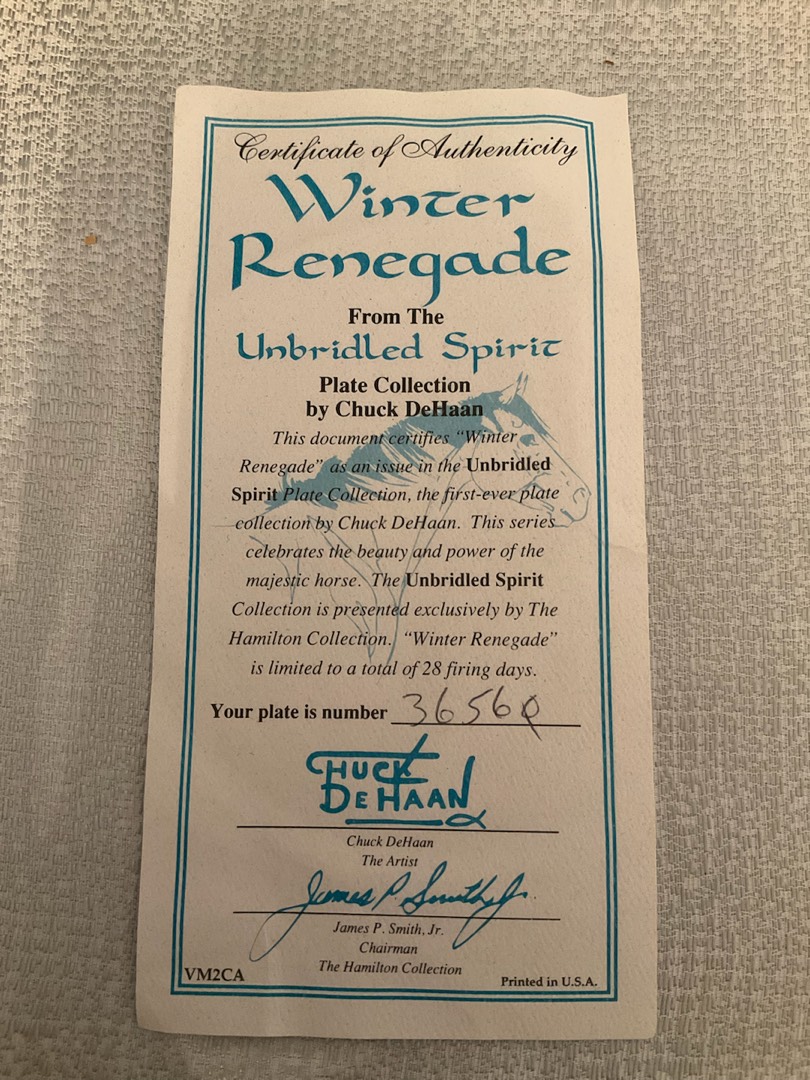 Certificate of Authenticity
Winter
Renegade
From The
Unbridled Spirit
Plate Collection
by Chuck DeHaan
This document certifies “Winter
Renegade” as an issue in the Unbridled
Spirit Plate Collection, the first-ever plate
collection by Chuck DeHaan. This series
celebrates the beauty and power of the
majestic horse. The Unbridled Spirit
Collection is presented exclusively by The
Hamilton Collection. “Winter Renegade”
is limited to a total of 28 firing days.
Your plate is number
CHUCK
DEHAAN
Chuck DeHaan
The Artist
James P. Smith, Jr.
James P. Smith, Jr.
Chairman
The Hamilton Collection
VM2CA
Printed in U.S.A.